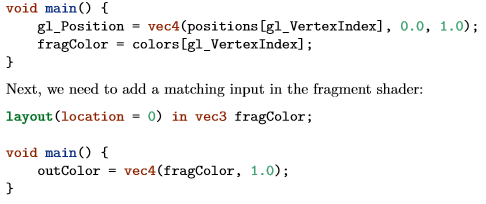 void main() {
    gl_Position = vec4(positions[gl_VertexIndex], 0.0, 1.0);
    fragColor = colors[gl_VertexIndex];
}
Next, we need to add a matching input in the fragment shader:
layout(location = 0) in vec3 fragColor;

void main() {
    outColor = vec4(fragColor, 1.0);
}